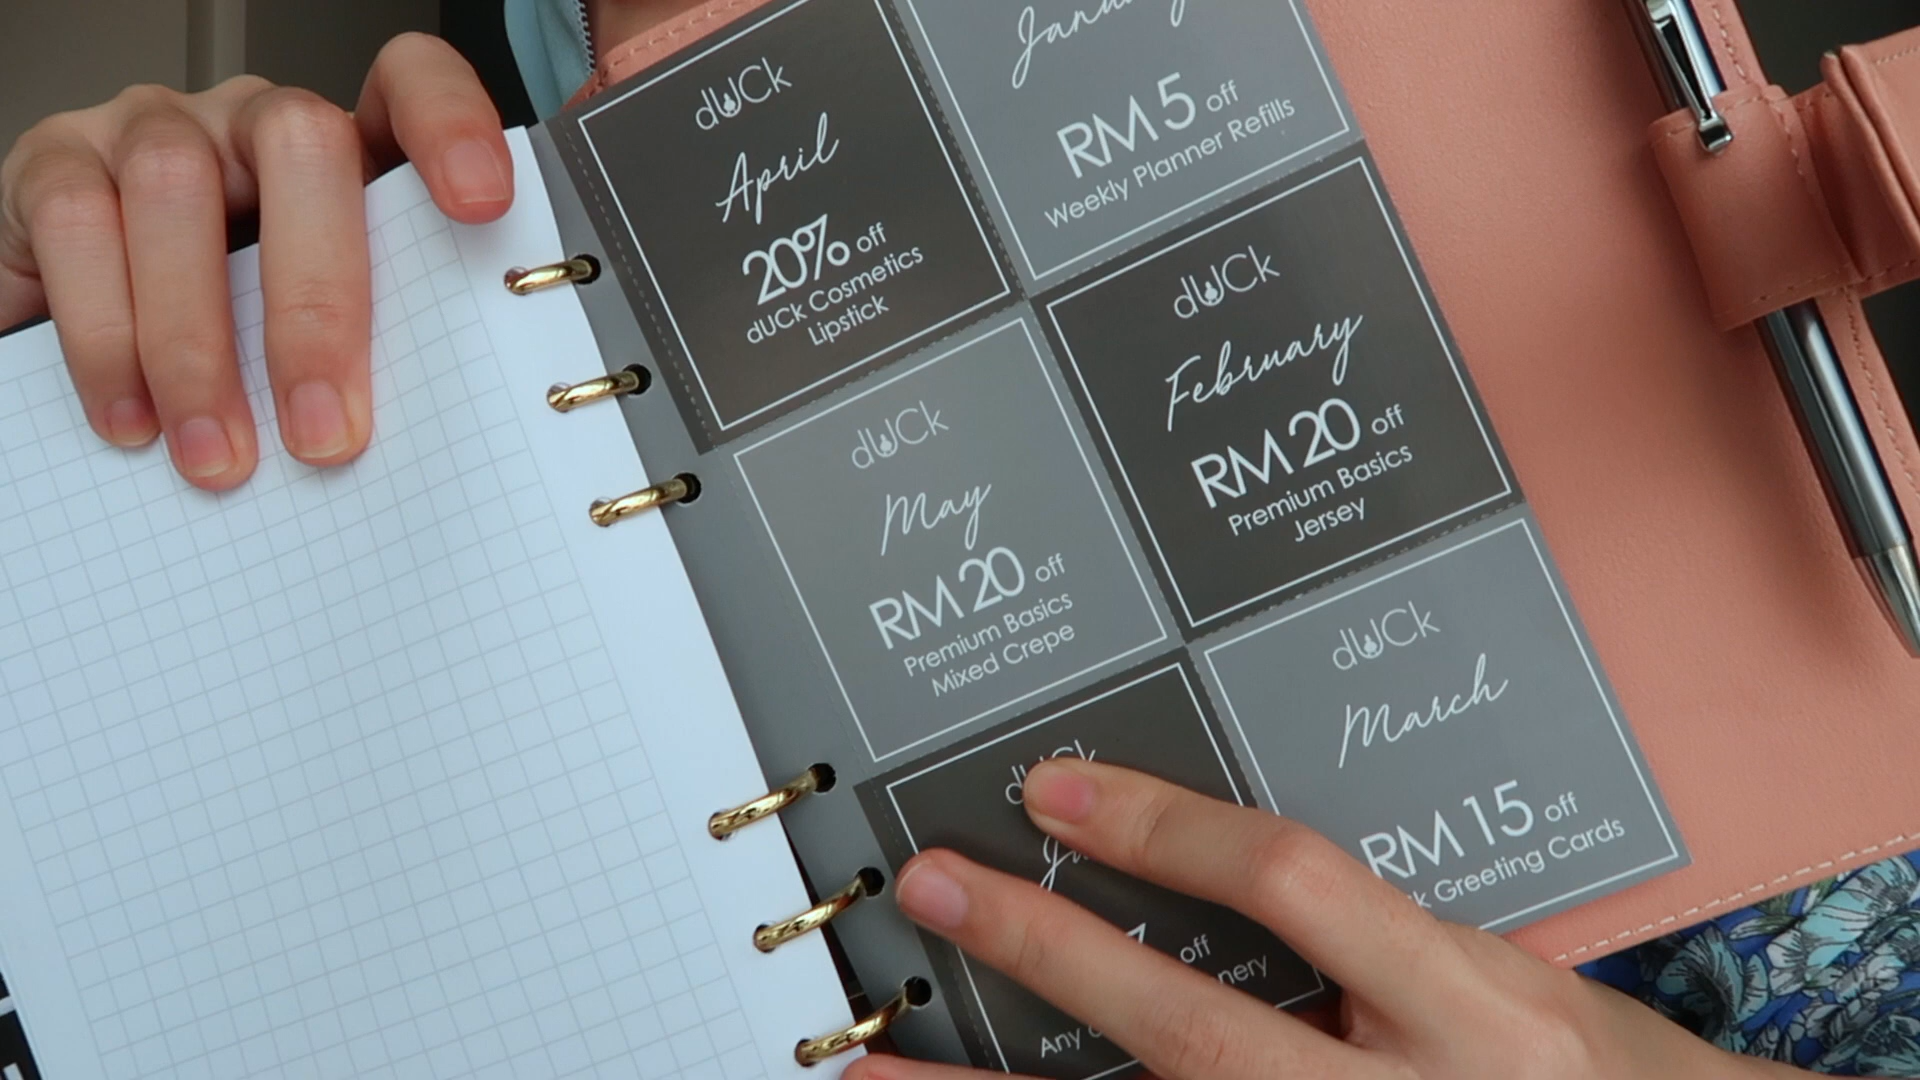 dUCk
April
20% off
dUCk Cosmetics
Lipstick
January
RM 5 off
Weekly Planner Refills
dUCk
May
RM 20 off
Premium Basics
Mixed Crepe
dUCk
February
RM 20 off
Premium Basics
Jersey
off
Any
dUCk
March
RM 15 off
Greeting Cards